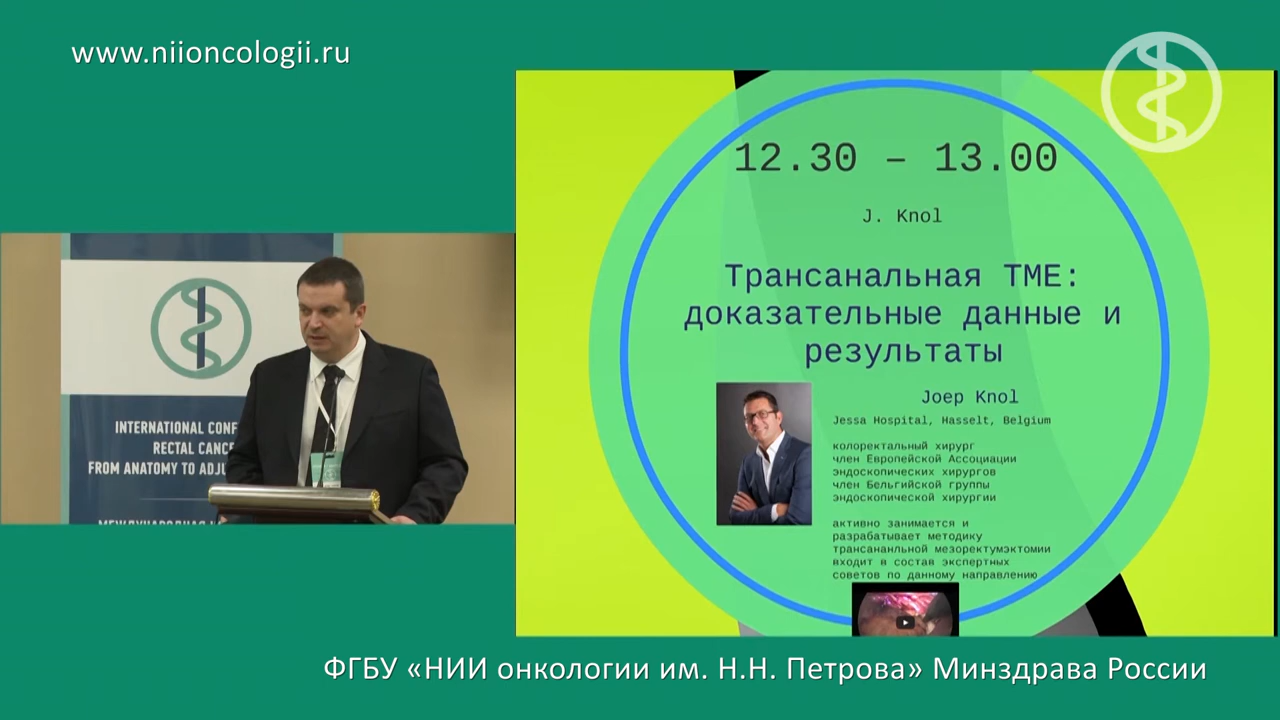 www.niioncologii.ru
12.30 – 13.00
J. Knol
Трансанальная ТМЕ:
доказательные данные и
результаты
Joep Knol
Jessa Hospital, Hasselt, Belgium
колоректальный хирург
член Европейской Ассоциации
эндоскопических хирургов
член Бельгийской группы
эндоскопической хирургии
активно занимается и
разрабатывает методику
трансананльной мезоректумэктомии
входит в состав экспертных
советов по данному направлению
INTERNATIONAL CONF
RECTAL CANCE
FROM ANATOMY TO ADJU
ФГБУ «НИИ онкологии им. Н.Н. Петрова» Минздрава России